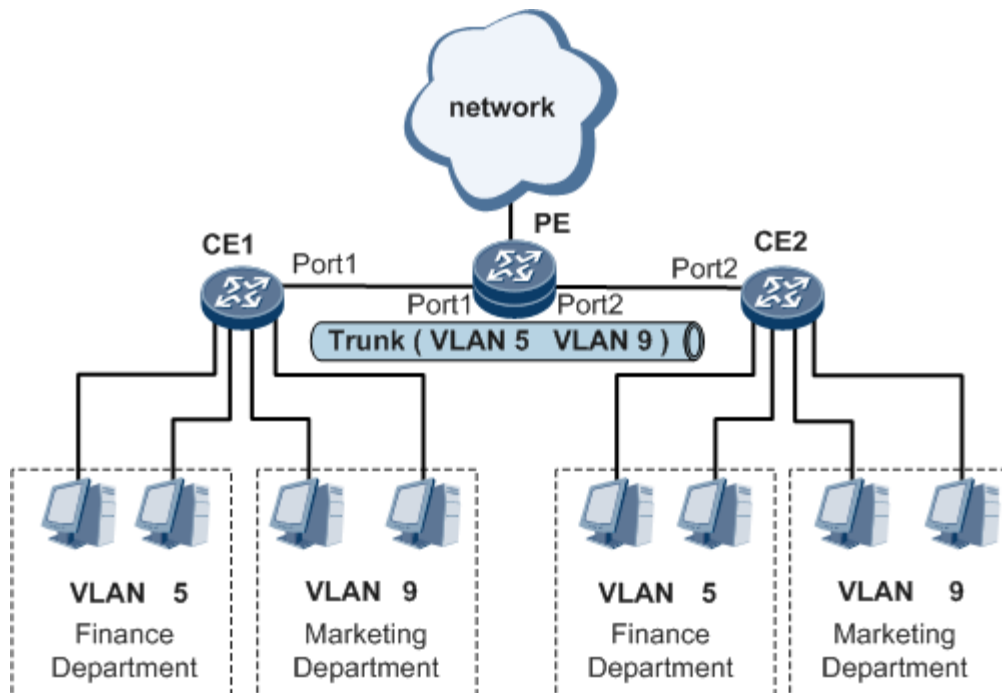 network
PE
CE1
CE2
Port1
Port2
Port1
Port2
Trunk ( VLAN 5 VLAN 9 )
VLAN 5
Finance
Department
VLAN 9
Marketing
Department
VLAN 5
Finance
Department
VLAN 9
Marketing
Department